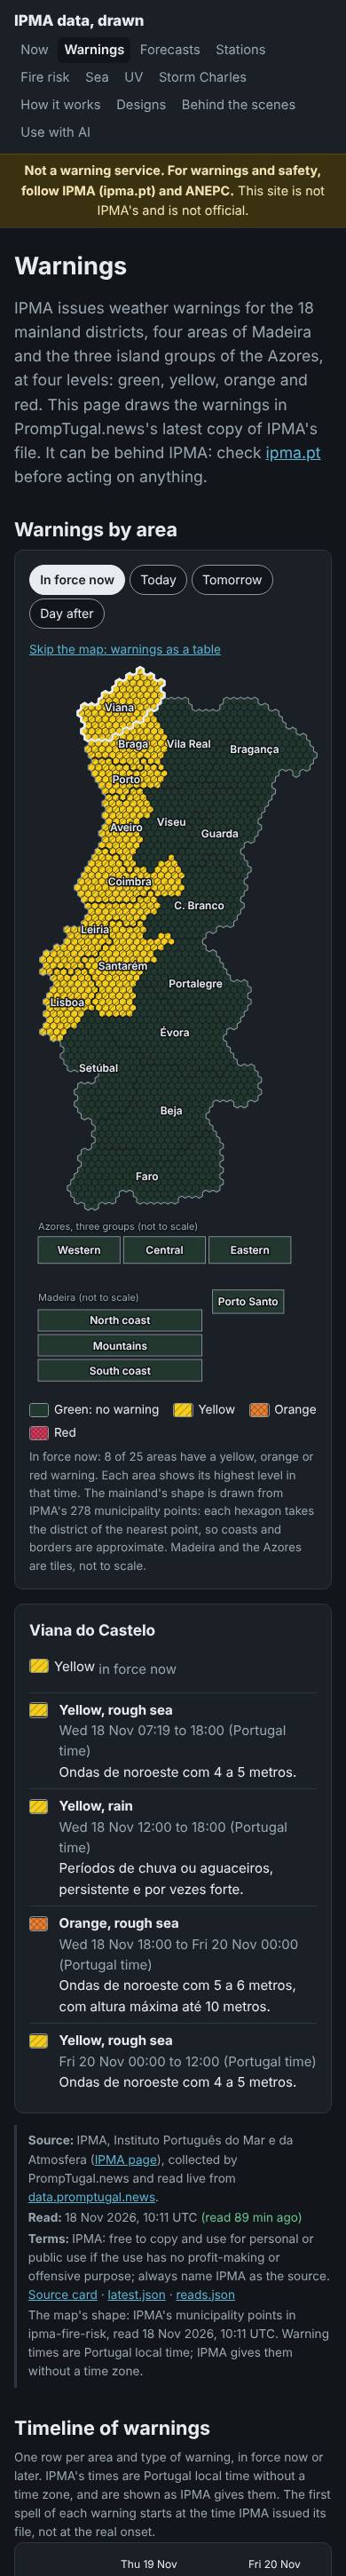 IPMA data, drawn
Now Warnings Forecasts Stations
Fire risk Sea UV Storm Charles
How it works Designs Behind the scenes
Use with AI
Not a warning service. For warnings and safety,
follow IPMA (ipma.pt) and ANEPC. This site is not
IPMA's and is not official.
Warnings
IPMA issues weather warnings for the 18
mainland districts, four areas of Madeira
and the three island groups of the Azores,
at four levels: green, yellow, orange and
red. This page draws the warnings in
PrompTugal.news's latest copy of IPMA's
file. It can be behind IPMA: check ipma.pt
before acting on anything.
Warnings by area
In force now Today Tomorrow
Day after
Skip the map: warnings as a table
Viana
Braga Vila Real Bragança
Porto
Aveiro Viseu
Guarda
Coimbra
C. Branco
Leiria
Santarém
Portalegre
Lisboa
Évora
Setúbal
Beja
Faro
Azores, three groups (not to scale)
Western Central Eastern
Madeira (not to scale) Porto Santo
North coast
Mountains
South coast
Green: no warning Yellow Orange
Red
In force now: 8 of 25 areas have a yellow, orange or
red warning. Each area shows its highest level in
that time. The mainland's shape is drawn from
IPMA's 278 municipality points: each hexagon takes
the district of the nearest point, so coasts and
borders are approximate. Madeira and the Azores
are tiles, not to scale.
Viana do Castelo
Yellow in force now
Yellow, rough sea
Wed 18 Nov 07:19 to 18:00 (Portugal
time)
Ondas de noroeste com 4 a 5 metros.
Yellow, rain
Wed 18 Nov 12:00 to 18:00 (Portugal
time)
Períodos de chuva ou aguaceiros,
persistente e por vezes forte.
Orange, rough sea
Wed 18 Nov 18:00 to Fri 20 Nov 00:00
(Portugal time)
Ondas de noroeste com 5 a 6 metros,
com altura máxima até 10 metros.
Yellow, rough sea
Fri 20 Nov 00:00 to 12:00 (Portugal time)
Ondas de noroeste com 4 a 5 metros.
Source: IPMA, Instituto Português do Mar e da
Atmosfera (IPMA page), collected by
PrompTugal.news and read live from
data.promptugal.news.
Read: 18 Nov 2026, 10:11 UTC (read 89 min ago)
Terms: IPMA: free to copy and use for personal or
public use if the use has no profit-making or
offensive purpose; always name IPMA as the source.
Source card · latest.json · reads.json
The map's shape: IPMA's municipality points in
ipma-fire-risk, read 18 Nov 2026, 10:11 UTC. Warning
times are Portugal local time; IPMA gives them
without a time zone.
Timeline of warnings
One row per area and type of warning, in force now or
later. IPMA's times are Portugal local time without a
time zone, and are shown as IPMA gives them. The first
spell of each warning starts at the time IPMA issued its
file, not at the real onset.
Thu 19 Nov Fri 20 Nov